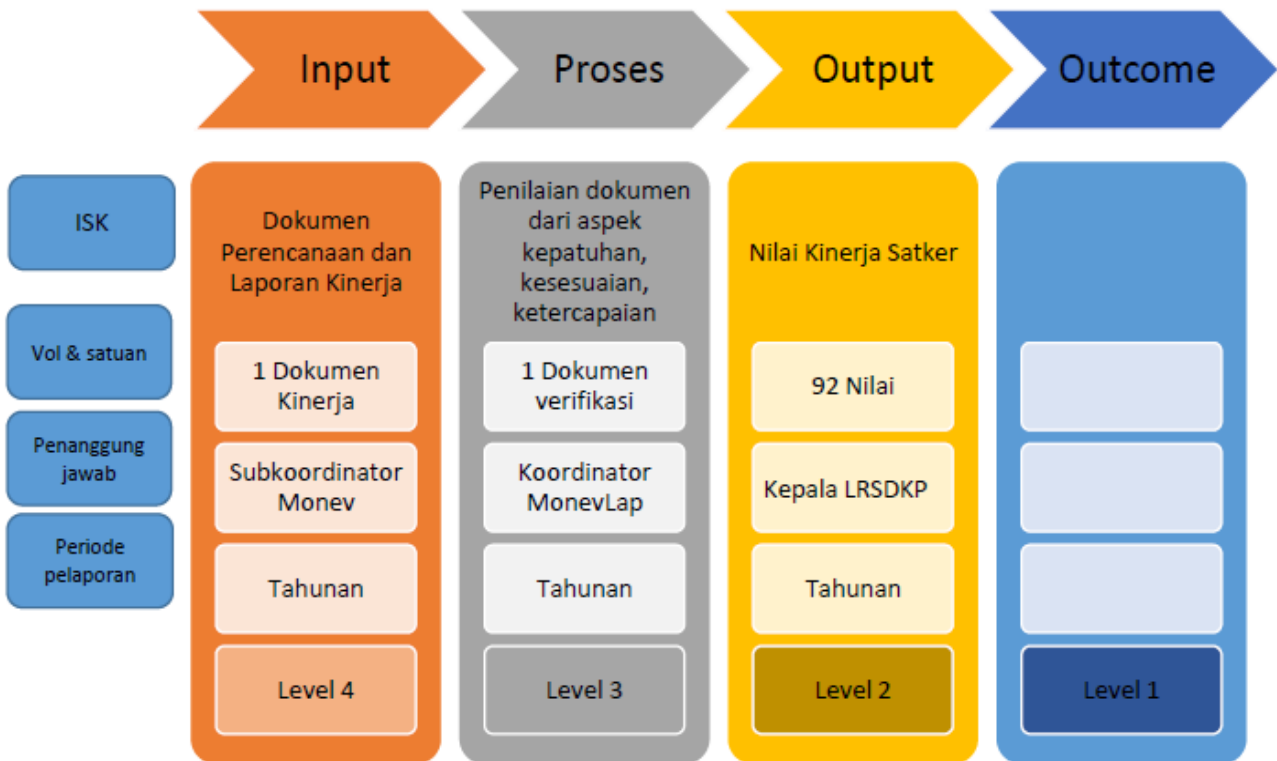 Input
Proses
Output
Outcome
ISK
Dokumen
Perencanaan dan
Laporan Kinerja
Penilaian dokumen
dari aspek
kepatuhan,
kesesuaian,
ketercapaian
Nilai Kinerja Satker
Vol & satuan
1 Dokumen
Kinerja
1 Dokumen
verifikasi
92 Nilai
Penanggung
jawab
Subkoordinator
Monev
Koordinator
MonevLap
Kepala LRSDKP
Periode
pelaporan
Tahunan
Tahunan
Tahunan
Level 4
Level 3
Level 2
Level 1